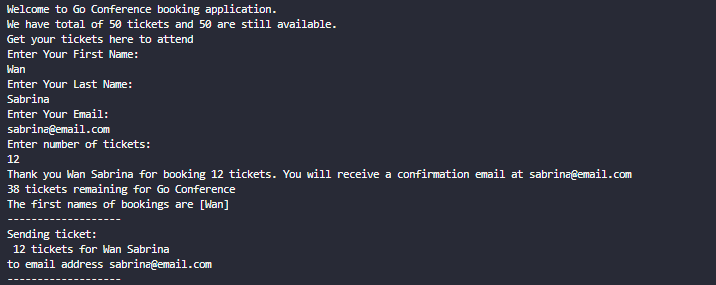 Welcome to Go Conference booking application.
We have total of 50 tickets and 50 are still available.
Get your tickets here to attend
Enter Your First Name:
Wan
Enter Your Last Name:
Sabrina
Enter Your Email:
sabrina@email.com
Enter number of tickets:
12
Thank you Wan Sabrina for booking 12 tickets. You will receive a confirmation email at sabrina@email.com
38 tickets remaining for Go Conference
The first names of bookings are [Wan]
-------------------
Sending ticket:
 12 tickets for Wan Sabrina
to email address sabrina@email.com
-------------------